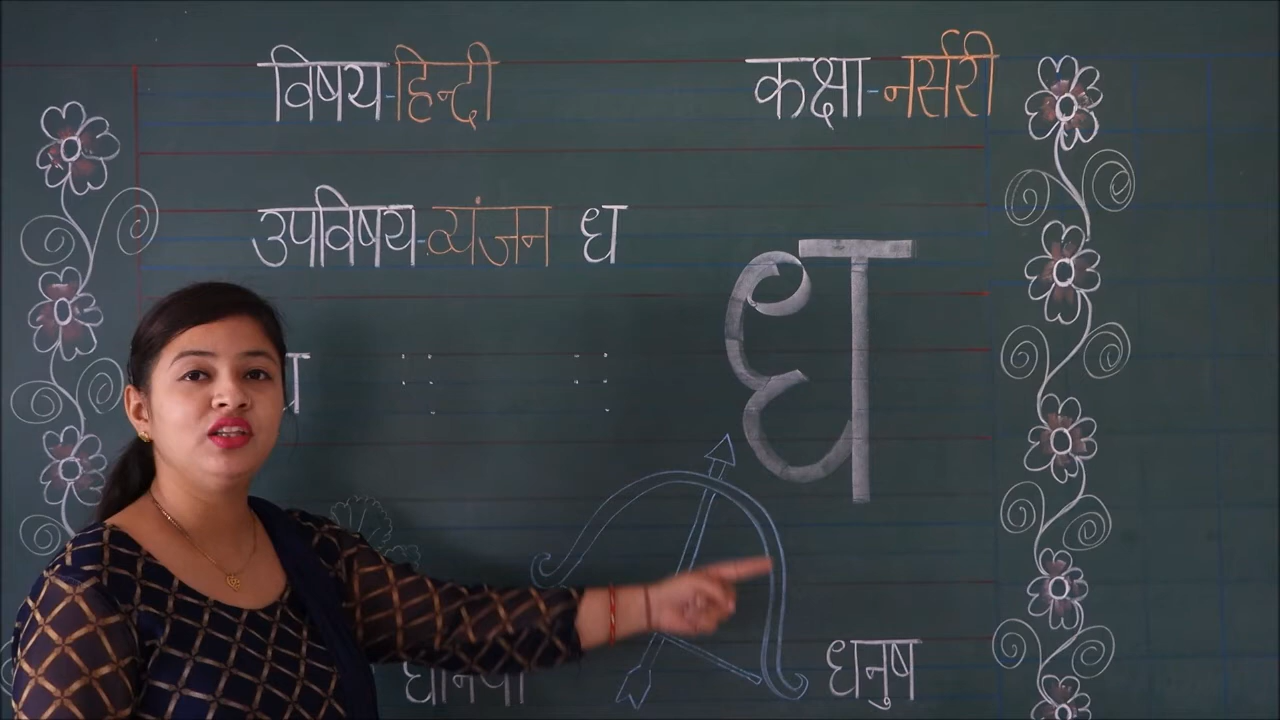 विषय-हिन्दी कक्षा-नर्सरी
उपविषय-व्यंजन ध
ध
धनुष